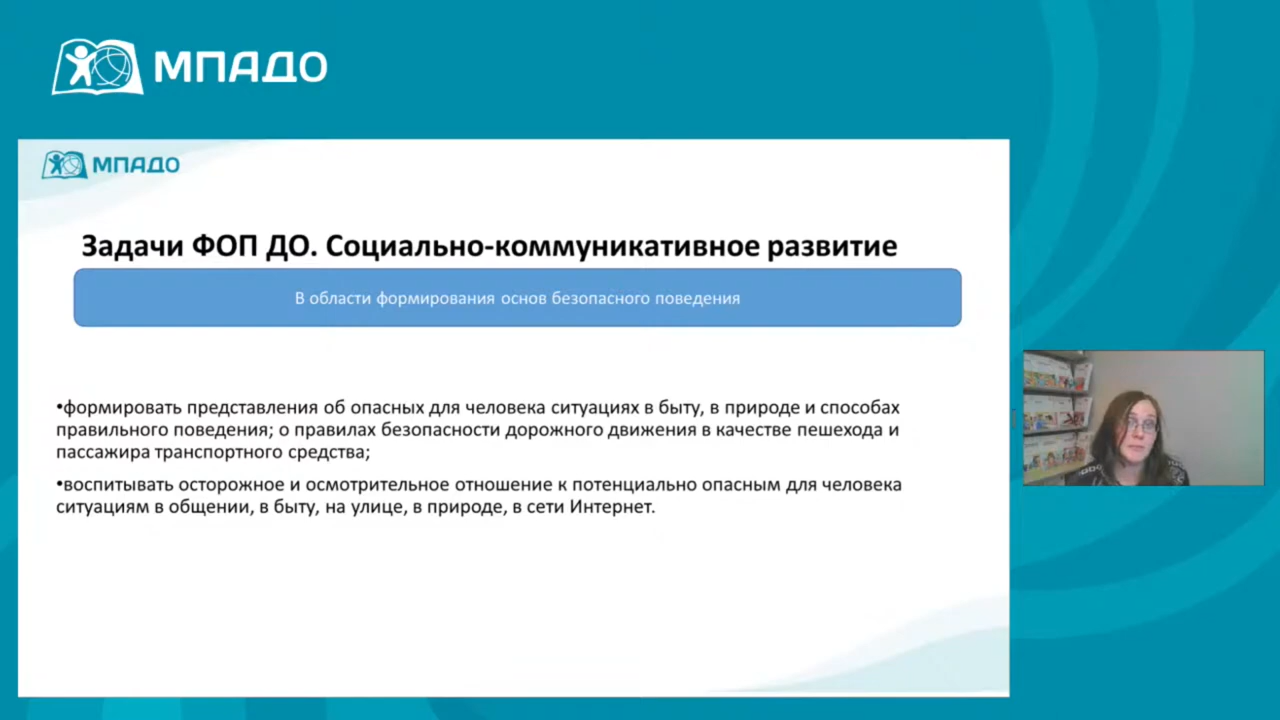 МПАДО
МПАДО
Задачи ФОП ДО. Социально-коммуникативное развитие
В области формирования основ безопасного поведения
•формировать представления об опасных для человека ситуациях в быту, в природе и способах
правильного поведения; о правилах безопасности дорожного движения в качестве пешехода и
пассажира транспортного средства;
•воспитывать осторожное и осмотрительное отношение к потенциально опасным для человека
ситуациям в общении, в быту, на улице, в природе, в сети Интернет.